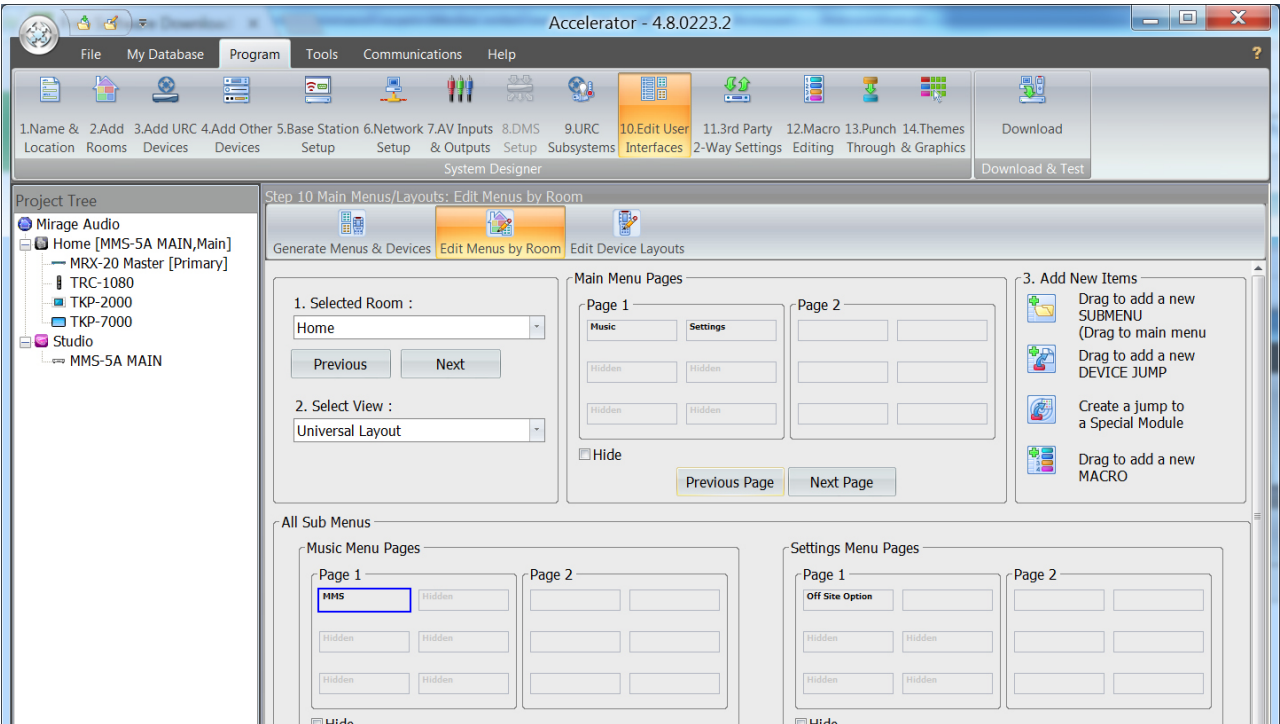 Accelerator - 4.8.0223.2
File My Database Program Tools Communications Help ?
1.Name & Location
2.Add Rooms
3.Add URC Devices
4.Add Other Devices
5.Base Station Setup
6.Network Setup
7.AV Inputs & Outputs
8.DMS Setup
9.URC Subsystems
10.Edit User Interfaces
11.3rd Party 2-Way Settings
12.Macro Editing
13.Punch Through
14.Themes & Graphics
Download
System Designer
Download & Test
Project Tree
Mirage Audio
Home [MMS-5A MAIN,Main]
MRX-20 Master [Primary]
TRC-1080
TKP-2000
TKP-7000
Studio
MMS-5A MAIN
Step 10 Main Menus/Layouts: Edit Menus by Room
Generate Menus & Devices
Edit Menus by Room
Edit Device Layouts
1. Selected Room :
Home
Previous Next
2. Select View :
Universal Layout
Main Menu Pages
Page 1 Page 2
Music Settings
Hidden Hidden
Hidden Hidden
Hide
Previous Page Next Page
3. Add New Items
Drag to add a new
SUBMENU
(Drag to main menu
Drag to add a new
DEVICE JUMP
Create a jump to
a Special Module
Drag to add a new
MACRO
All Sub Menus
Music Menu Pages
Page 1 Page 2
MMS Hidden
Hidden Hidden
Hidden Hidden
Hide
Settings Menu Pages
Page 1 Page 2
Off Site Option
Hidden Hidden
Hidden Hidden
Hide